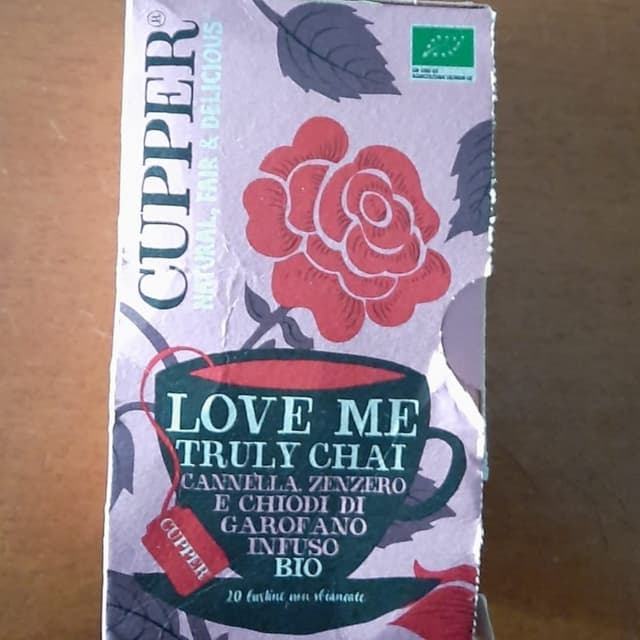 CUPPER®
NATURAL, FAIR & DELICIOUS
LOVE ME
TRULY CHAI
CANNELLA, ZENZERO
E CHIODI DI
GAROFANO
INFUSO
BIO
CUPPER
20 bustine non sbiancate